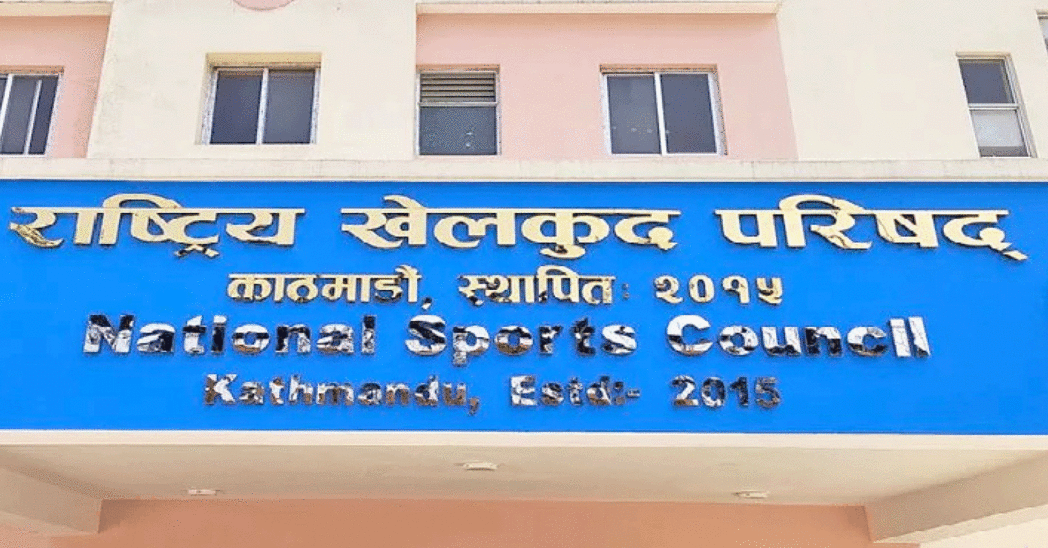 राष्ट्रिय खेलकुद परिषद्
काठमाडौं, स्थापित: २०१५
National Sports Council
Kathmandu, Estd:- 2015